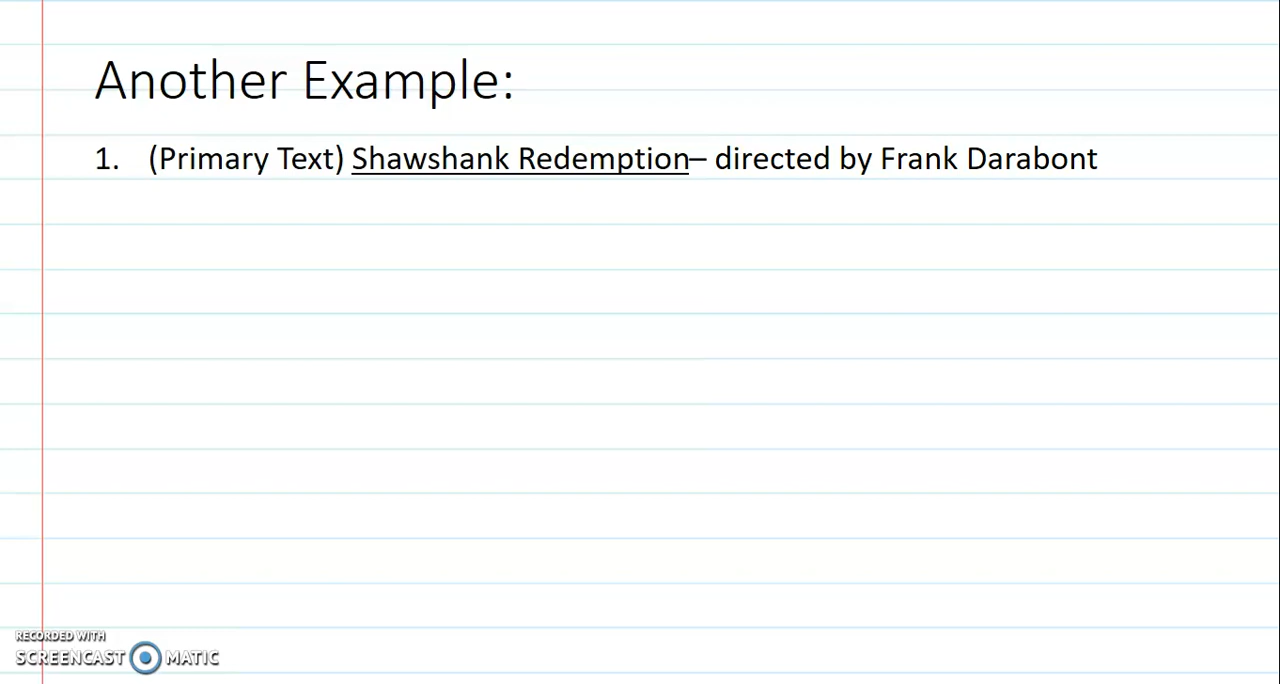 Another Example:
1. (Primary Text) Shawshank Redemption– directed by Frank Darabont
RECORDED WITH
SCREENCAST MATIC